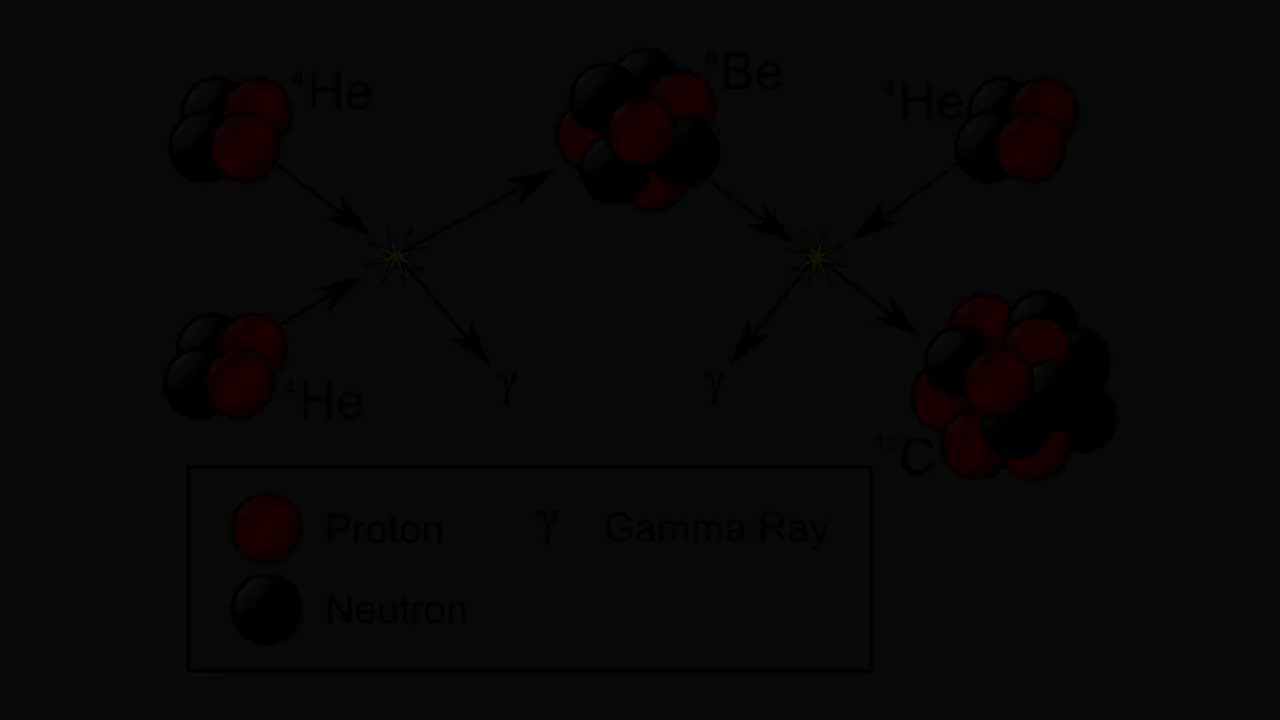 ⁴He
⁸Be
⁴He
⁴He
γ
γ
¹²C
Proton
γ Gamma Ray
Neutron